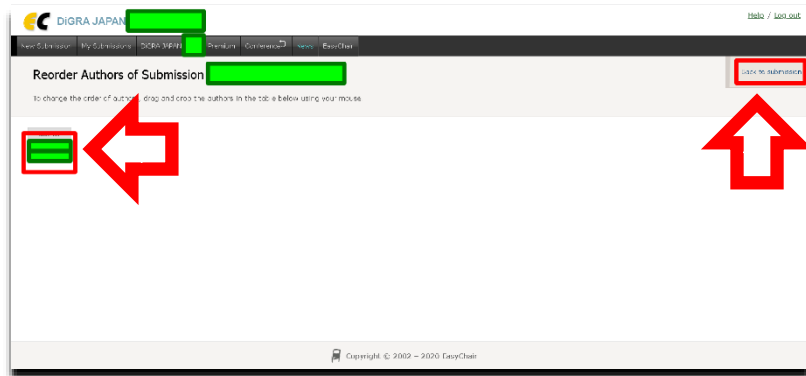 DiGRA JAPAN
Help / Log out
New Submission My Submissions DiGRA JAPAN Premium Conference News EasyChair
Reorder Authors of Submission
Back to submission
To change the order of authors, drag and drop the authors in the table below using your mouse
Copyright © 2002 – 2020 EasyChair